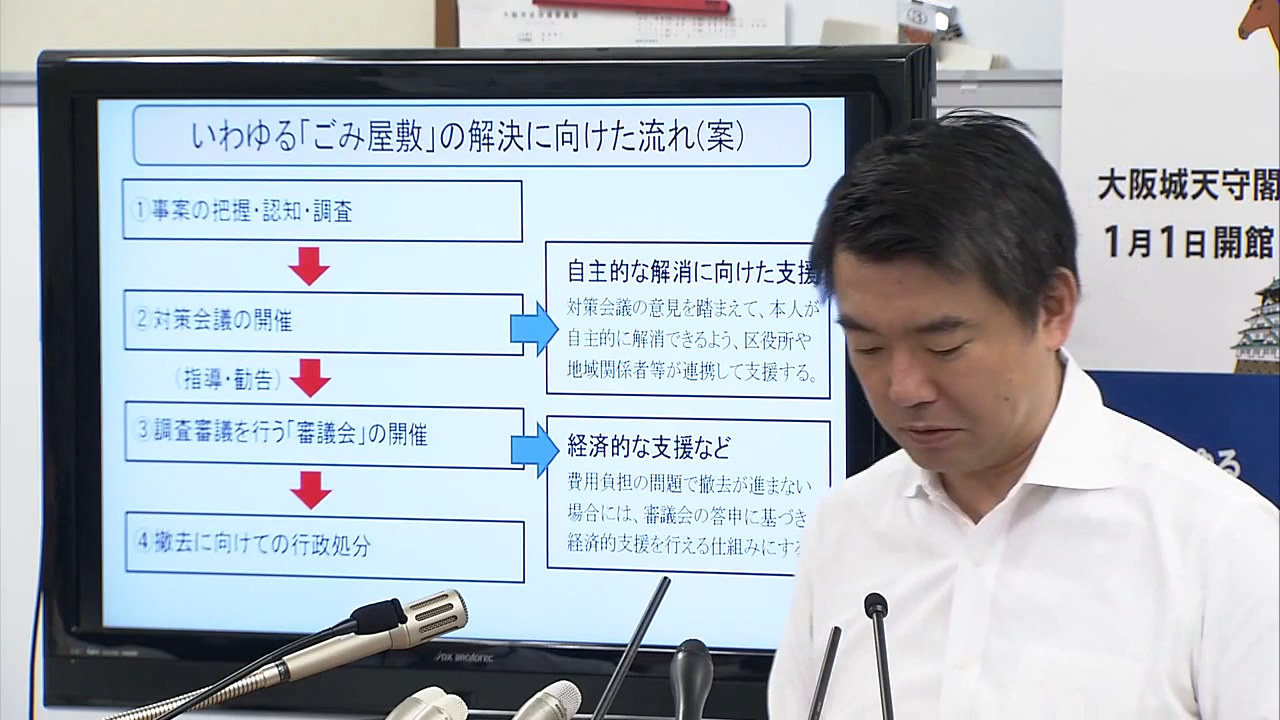 いわゆる「ごみ屋敷」の解決に向けた流れ(案)
①事案の把握・認知・調査
②対策会議の開催
(指導・勧告)
③調査審議を行う「審議会」の開催
④撤去に向けての行政処分
自主的な解消に向けた支援
対策会議の意見を踏まえて、本人が
自主的に解消できるよう、区役所や
地域関係者等が連携して支援する。
経済的な支援など
費用負担の問題で撤去が進まない
場合には、審議会の答申に基づき
経済的支援を行える仕組みにする
大阪城天守閣
1月1日開館
③
DX BROADTEC